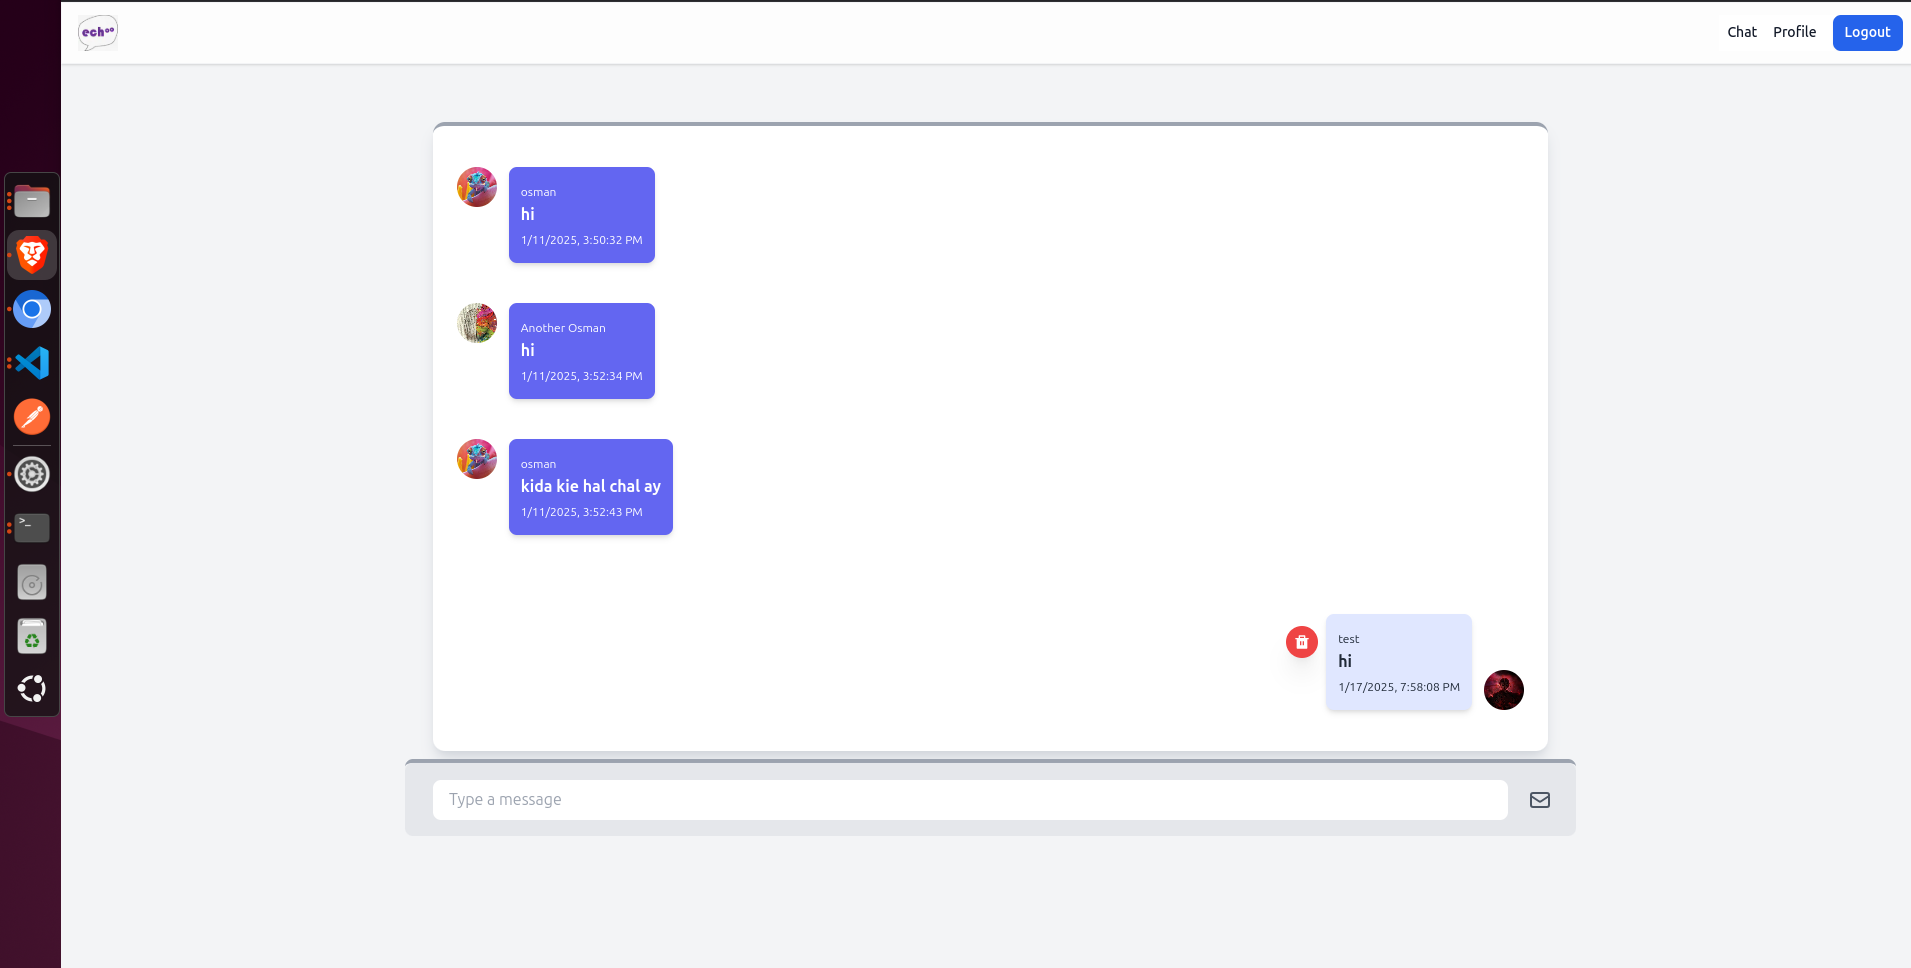 echoo
Chat Profile Logout
osman
hi
1/11/2025, 3:50:32 PM
Another Osman
hi
1/11/2025, 3:52:34 PM
osman
kida kie hal chal ay
1/11/2025, 3:52:43 PM
test
hi
1/17/2025, 7:58:08 PM
Type a message
>_